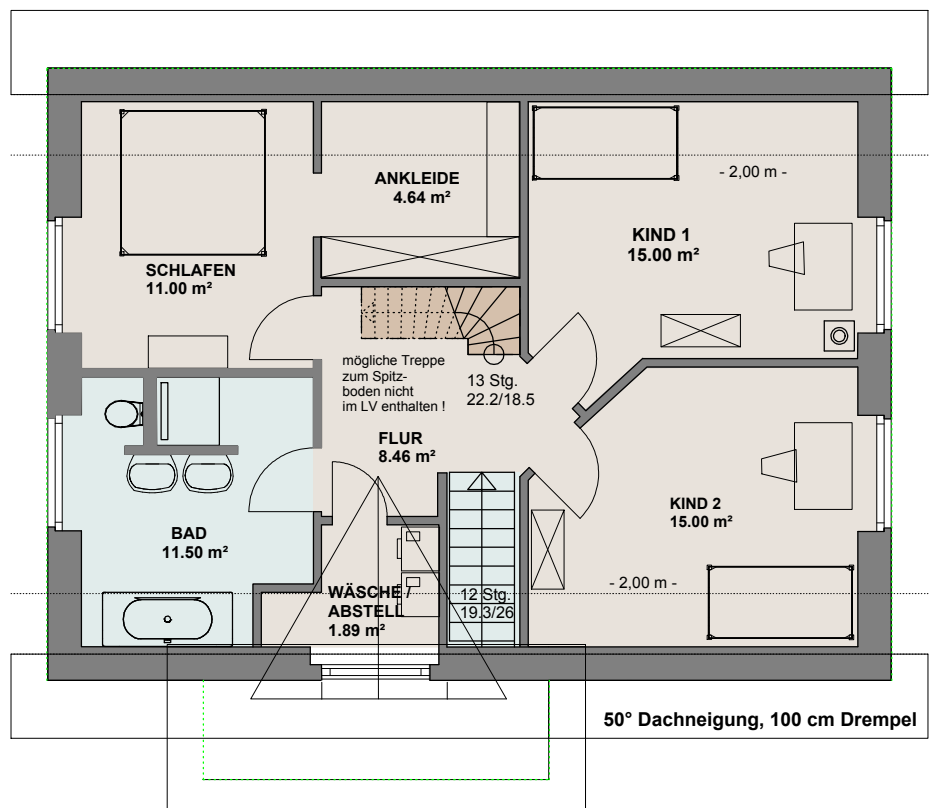 ANKLEIDE
4.64 m²
- 2,00 m -
KIND 1
15.00 m²
SCHLAFEN
11.00 m²
mögliche Treppe
zum Spitz-
boden nicht
im LV enthalten !
13 Stg.
22.2/18.5
FLUR
8.46 m²
KIND 2
15.00 m²
BAD
11.50 m²
- 2,00 m -
WÄSCHE /
ABSTELL
1.89 m²
12 Stg.
19.3/26
50° Dachneigung, 100 cm Drempel